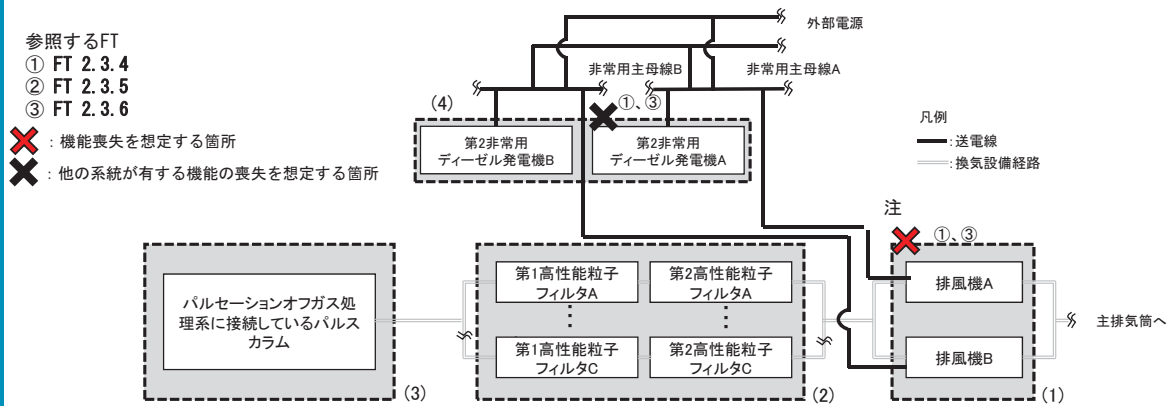 参照するFT
① FT 2.3.4
② FT 2.3.5
③ FT 2.3.6
：機能喪失を想定する箇所
：他の系統が有する機能の喪失を想定する箇所
外部電源
非常用主母線B
非常用主母線A
(4)
①、③
第2非常用
ディーゼル発電機B
第2非常用
ディーゼル発電機A
凡例
：送電線
：換気設備経路
注
①、③
パルセーションオフガス処
理系に接続しているパルス
カラム
(3)
第1高性能粒子
フィルタA
第2高性能粒子
フィルタA
第1高性能粒子
フィルタC
第2高性能粒子
フィルタC
(2)
排風機A
排風機B
(1)
主排気筒へ